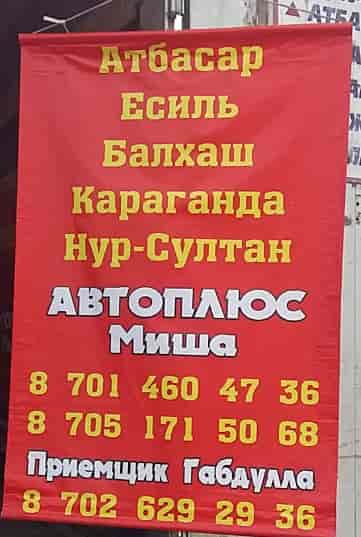 Атбасар
Есиль
Балхаш
Караганда
Нур-Султан
АВТОПЛЮС
Миша
8 701 460 47 36
8 705 171 50 68
Приемщик Габдулла
8 702 629 29 36